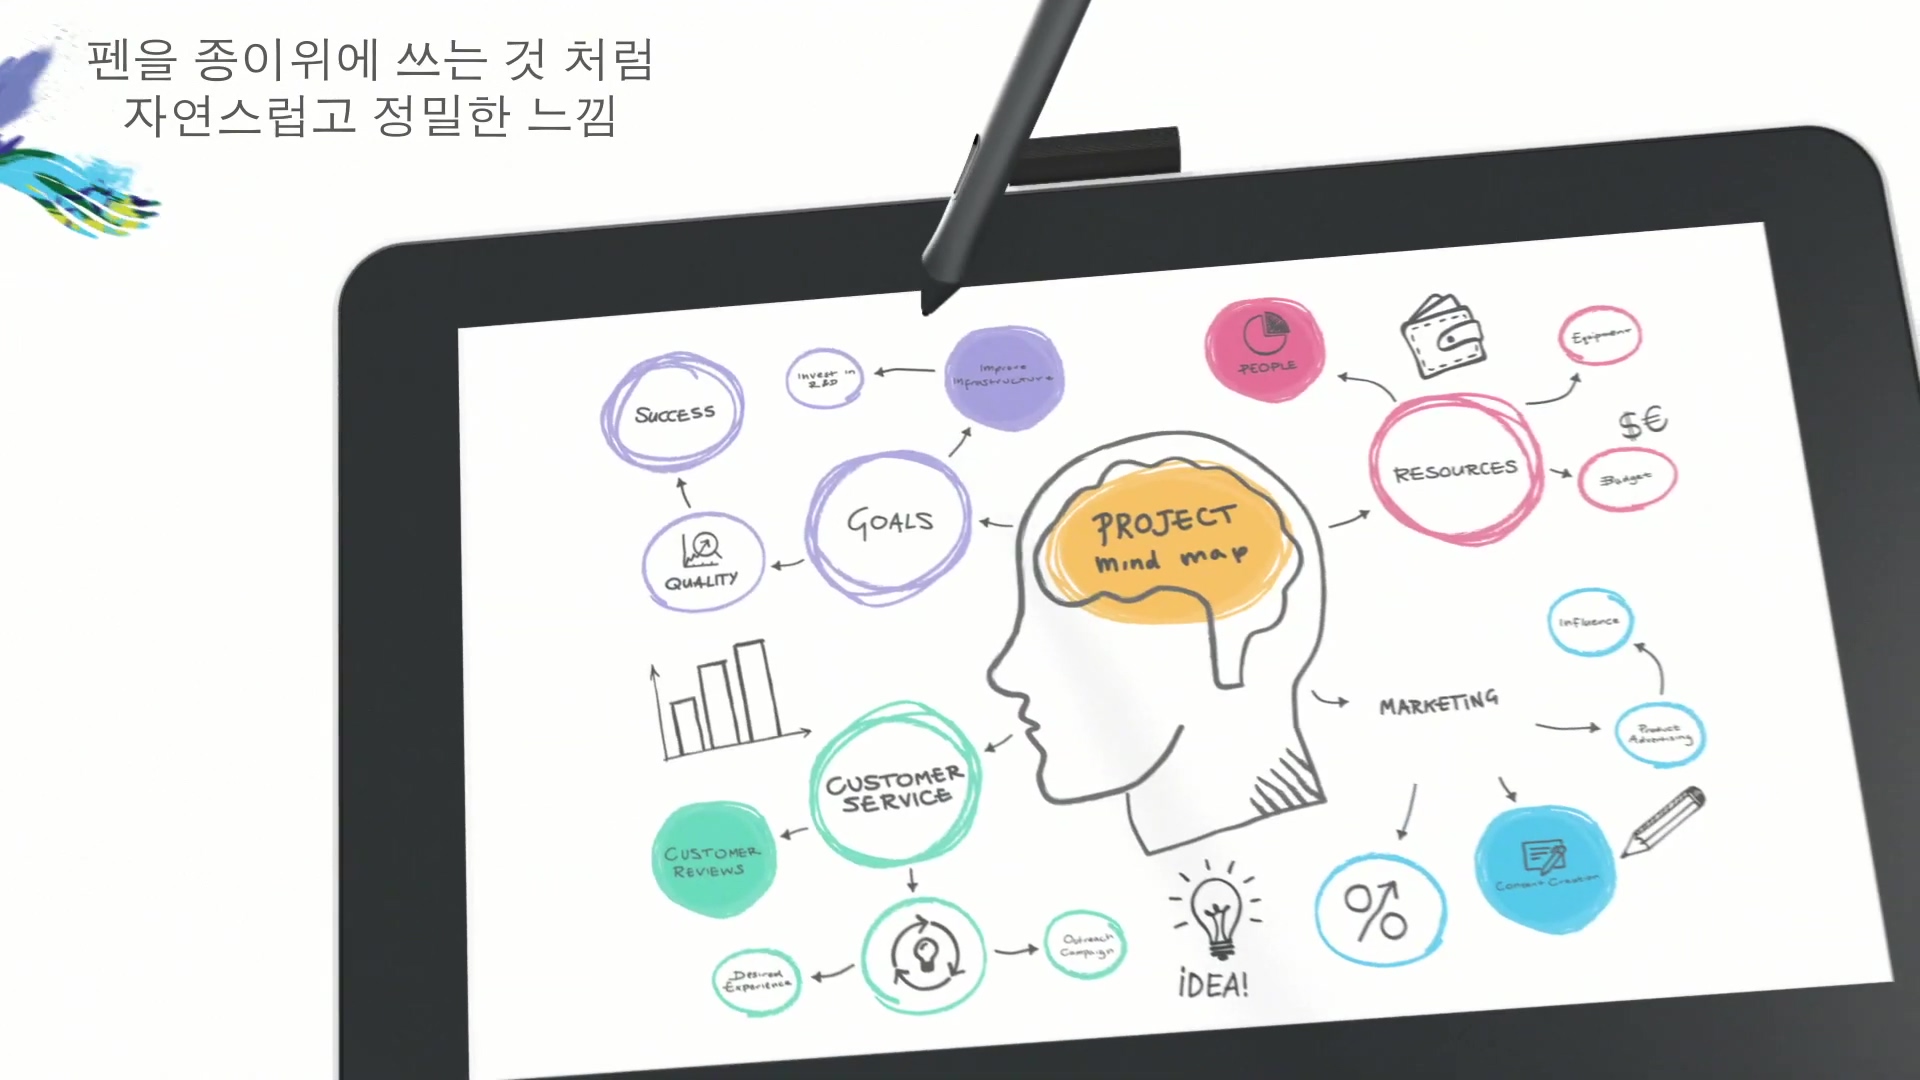 펜을 종이위에 쓰는 것 처럼
자연스럽고 정밀한 느낌
SUCCESS
Invest in
R&D
Improve
Infrastructure
PEOPLE
Equipment
$€
Budget
RESOURCES
GOALS
PROJECT
mind map
QUALITY
Influence
MARKETING
Product
Advertising
CUSTOMER
SERVICE
CUSTOMER
REVIEWS
Content Creation
%
Outreach
Campaign
Desired
Experience
iDEA!